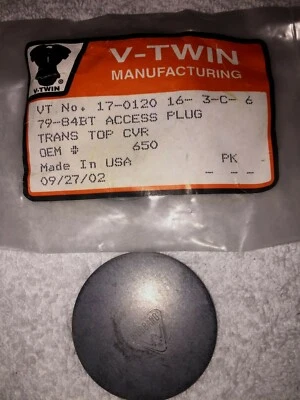 V-TWIN
MANUFACTURING
VT No. 17-0120 16- 3-C- 6
79-84BT ACCESS PLUG
TRANS TOP CVR
OEM # 650
Made In USA PK
09/27/02